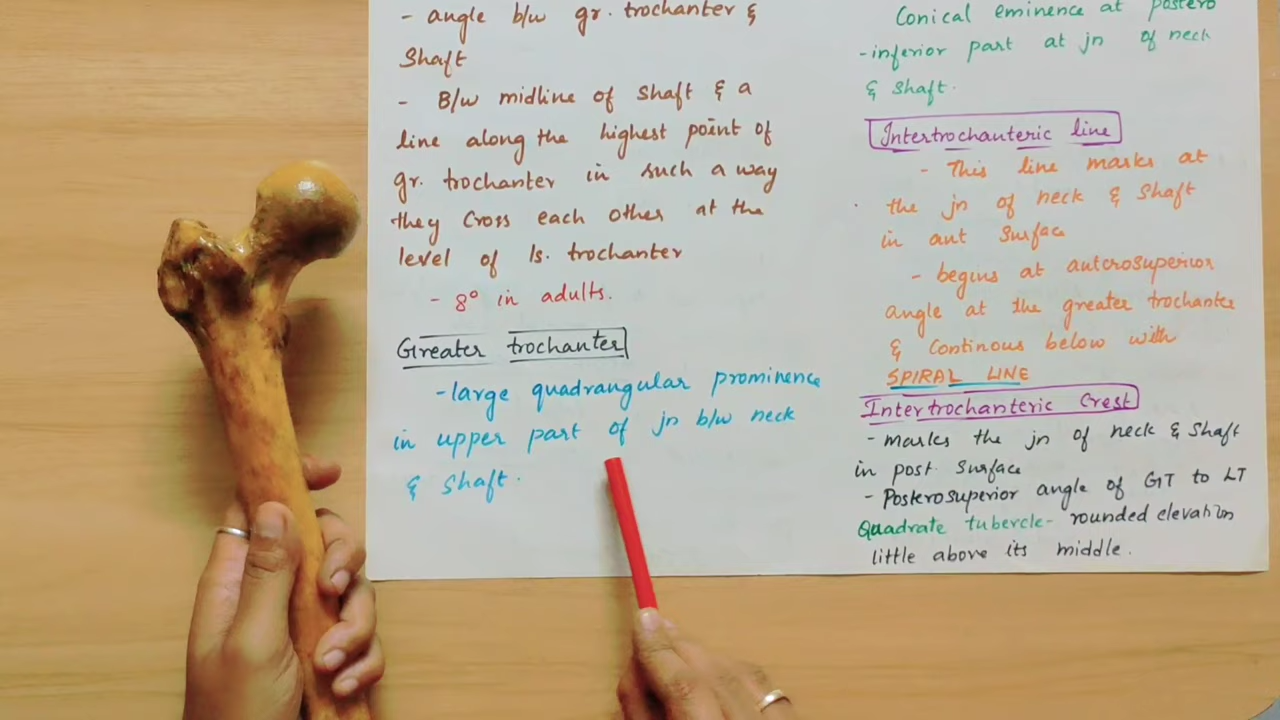 - angle b/w gr. trochanter &
Shaft
- B/w midline of shaft & a
line along the highest point of
gr. trochanter in such a way
they cross each other at the
level of ls. trochanter
- 8° in adults.
Greater trochanter
- large quadrangular prominence
in upper part of jn b/w neck
& shaft.
Conical eminence at postero
- inferior part at jn of neck
& shaft.
Intertrochanteric line
- This line marks at
the jn of neck & shaft
in ant surface
- begins at anterosuperior
angle at the greater trochanter
& continous below with
SPIRAL LINE
Intertrochanteric Crest
- marks the jn of neck & shaft
in post surface
- Posterosuperior angle of GT to LT
Quadrate tubercle - rounded elevation
little above its middle.